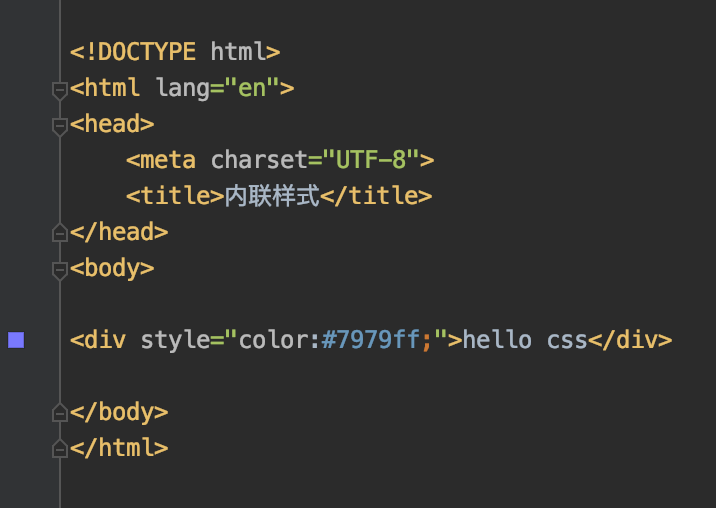 <!DOCTYPE html>
<html lang="en">
<head>
    <meta charset="UTF-8">
    <title>内联样式</title>
</head>
<body>
<div style="color:#7979ff;">hello css</div>
</body>
</html>